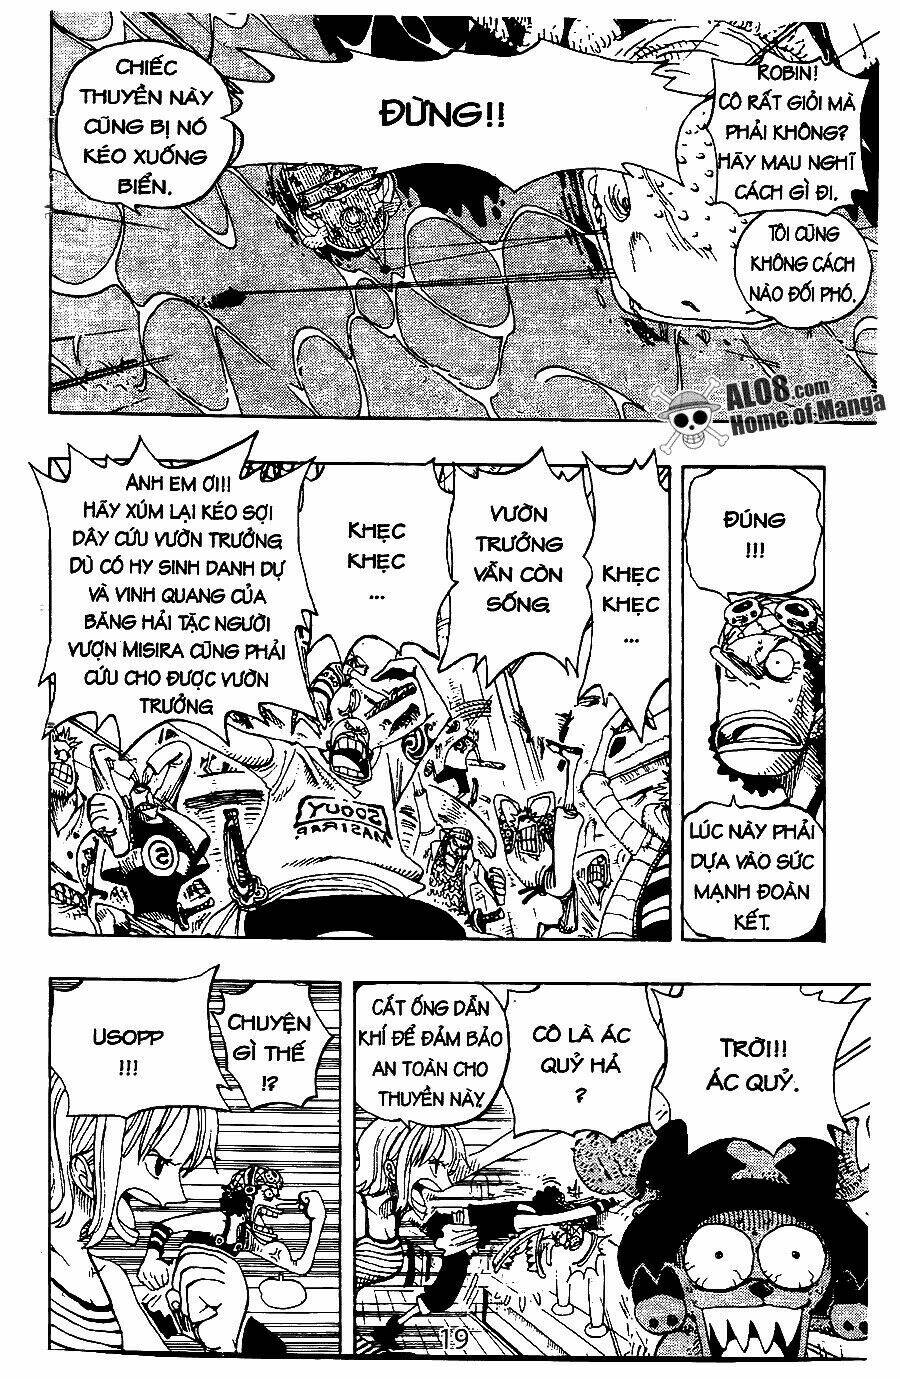 CHIẾC
THUYỀN NÀY
CŨNG BỊ NÓ
KÉO XUỐNG
BIỂN.
ĐỪNG!!
ROBIN!
CÔ RẤT GIỎI MÀ
PHẢI KHÔNG?
HÃY MAU NGHĨ
CÁCH GÌ ĐI.
TÔI CŨNG
KHÔNG CÁCH
NÀO ĐỐI PHÓ.
ALO8.com
Home of Manga
ANH EM ƠI!!!
HÃY XÚM LẠI KÉO SỢI
DÂY CỨU VƯỜN TRƯỞNG
DÙ CÓ HY SINH DANH DỰ
VÀ VINH QUANG CỦA
BĂNG HẢI TẶC NGƯỜI
VƯỢN MISIRA CŨNG PHẢI
CỨU CHO ĐƯỢC VƯỜN
TRƯỞNG
KHẸC
KHẸC
...
VƯỜN
TRƯỞNG
VẪN CÒN
SỐNG.
KHẸC
KHẸC
...
ĐÚNG
!!!
LÚC NÀY PHẢI
DỰA VÀO SỨC
MẠNH ĐOÀN
KẾT.
USOPP
!!!
CHUYỆN
GÌ THẾ
!?
CẮT ỐNG DẪN
KHÍ ĐỂ ĐẢM BẢO
AN TOÀN CHO
THUYỀN NÀY.
CÔ LÀ ÁC
QUỶ HẢ
?
TRỜI!!!
ÁC QUỶ.
19